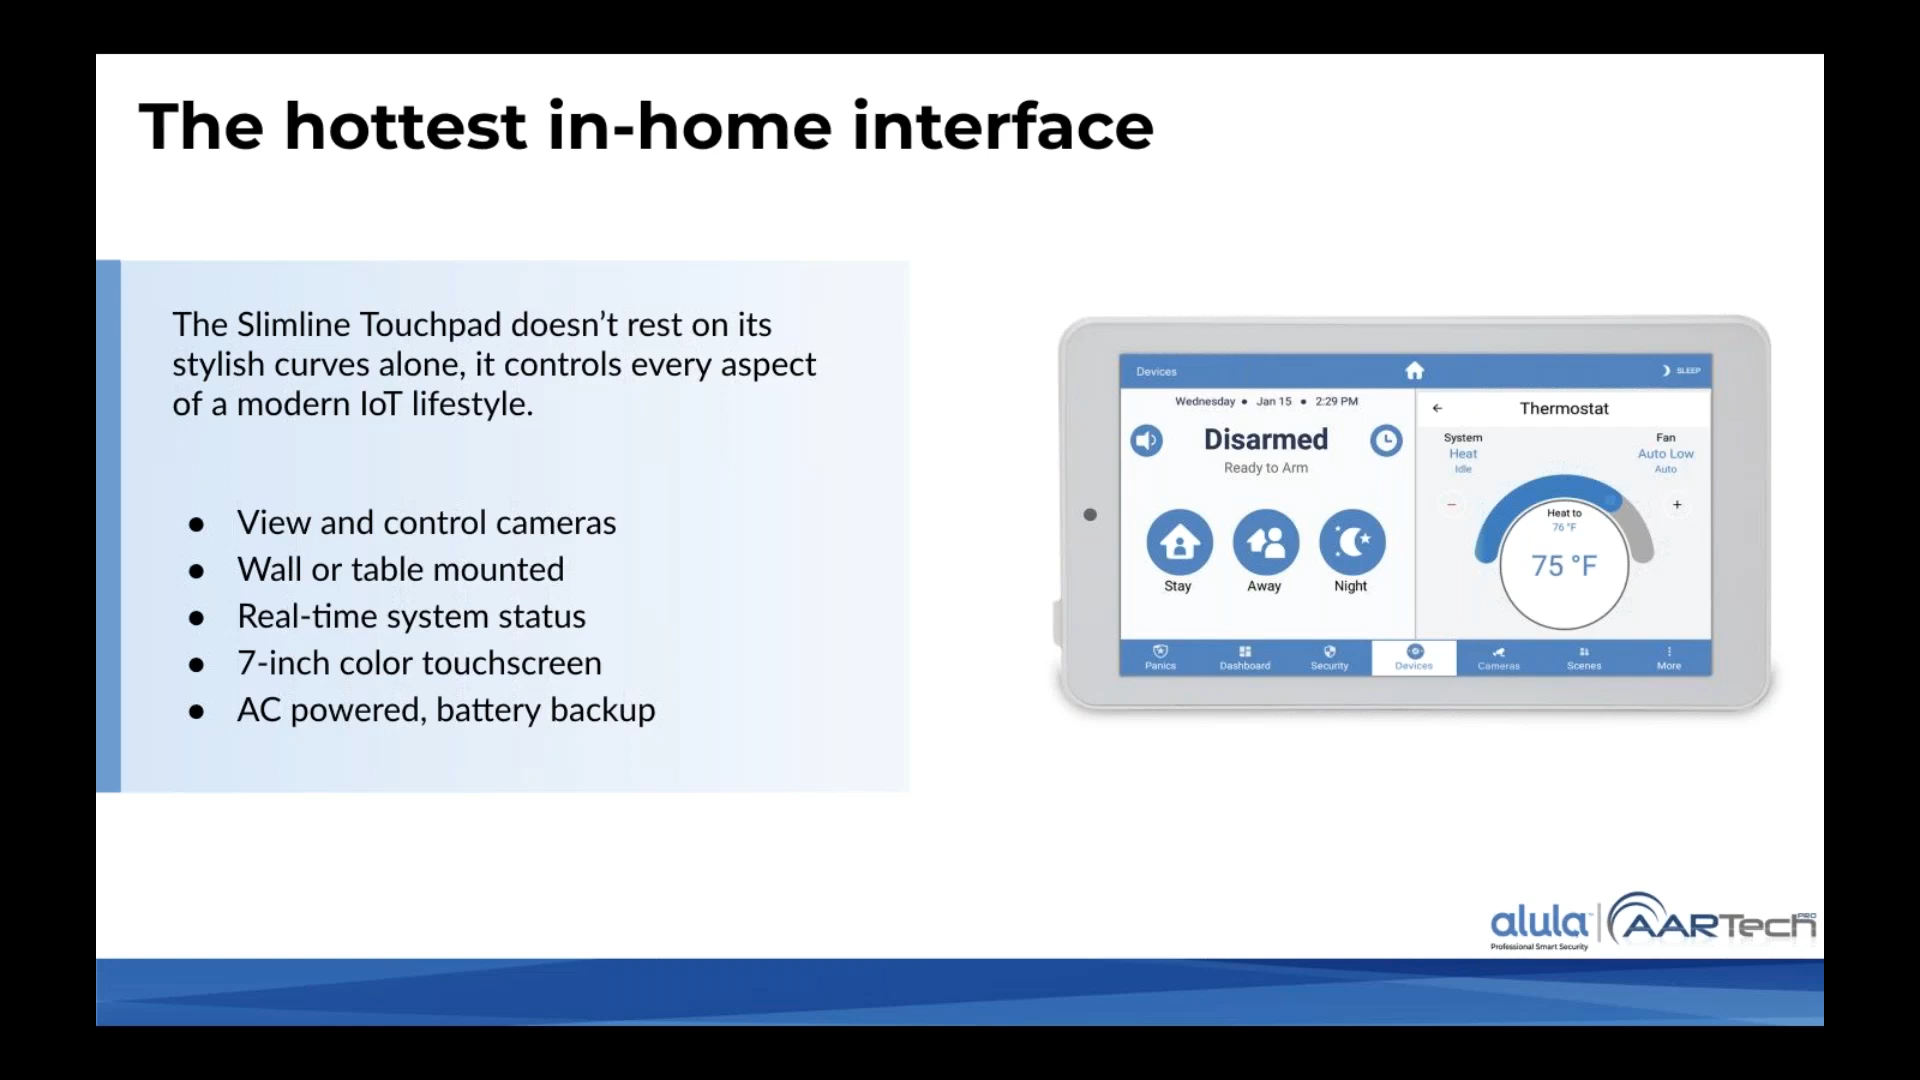 The hottest in-home interface
The Slimline Touchpad doesn’t rest on its
stylish curves alone, it controls every aspect
of a modern IoT lifestyle.
● View and control cameras
● Wall or table mounted
● Real-time system status
● 7-inch color touchscreen
● AC powered, battery backup
Devices
SLEEP
Wednesday ● Jan 15 ● 2:29 PM
Disarmed
Ready to Arm
Stay
Away
Night
← Thermostat
System
Heat
Idle
Fan
Auto Low
Auto
− +
Heat to
76 °F
75 °F
Panics
Dashboard
Security
Devices
Cameras
Scenes
More
alula™
Professional Smart Security
AARTech PRO